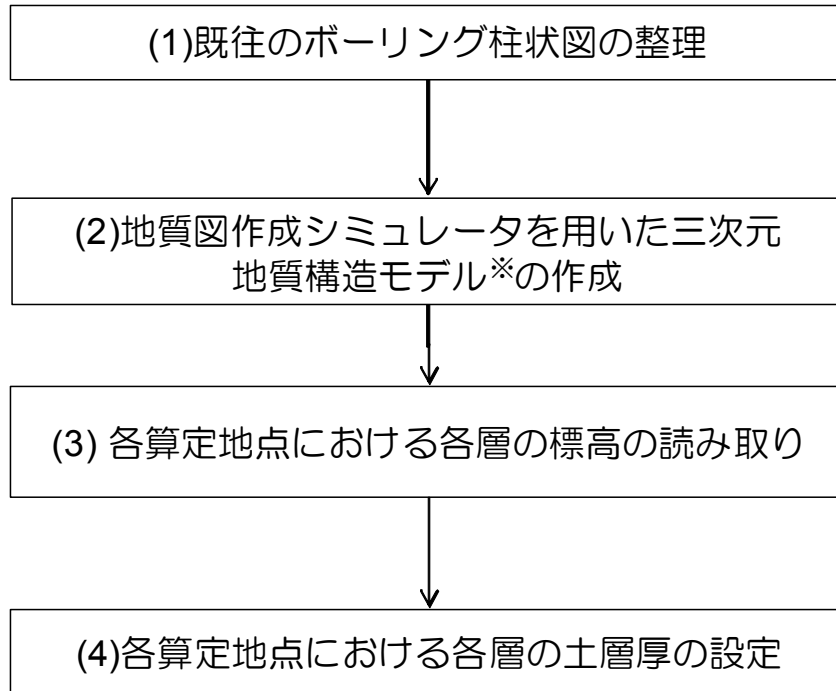 (1)既往のボーリング柱状図の整理
(2)地質図作成シミュレータを用いた三次元
地質構造モデル※の作成
(3) 各算定地点における各層の標高の読み取り
(4)各算定地点における各層の土層厚の設定